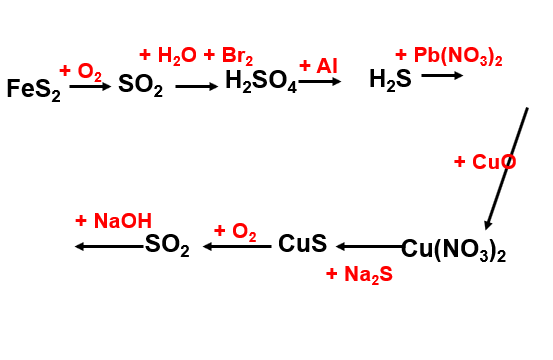 + H₂O + Br₂ + Pb(NO₃)₂
+ O₂ + Al
FeS₂ SO₂ H₂SO₄ H₂S
+ CuO
+ NaOH + O₂
SO₂ CuS Cu(NO₃)₂
+ Na₂S